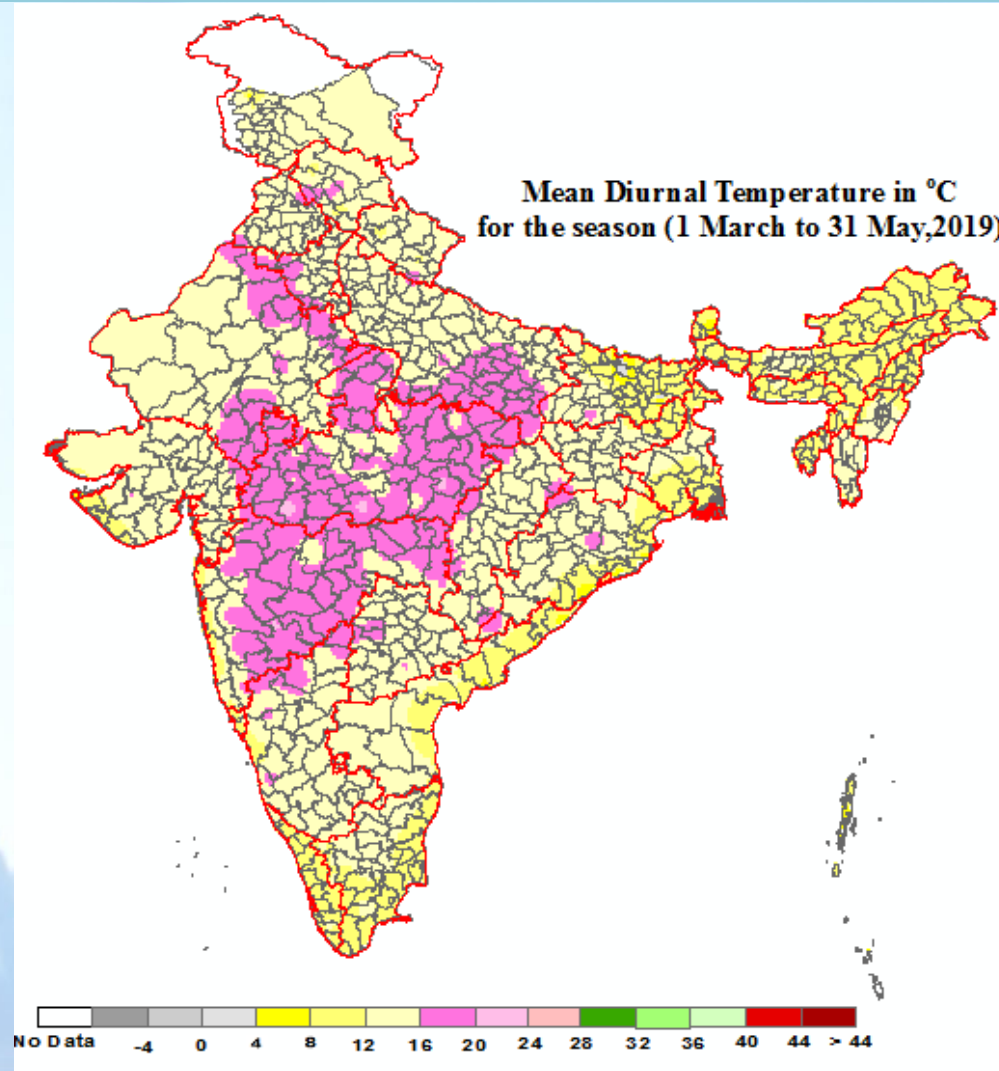 Mean Diurnal Temperature in °C
for the season (1 March to 31 May,2019)
No Data -4 0 4 8 12 16 20 24 28 32 36 40 44 > 44